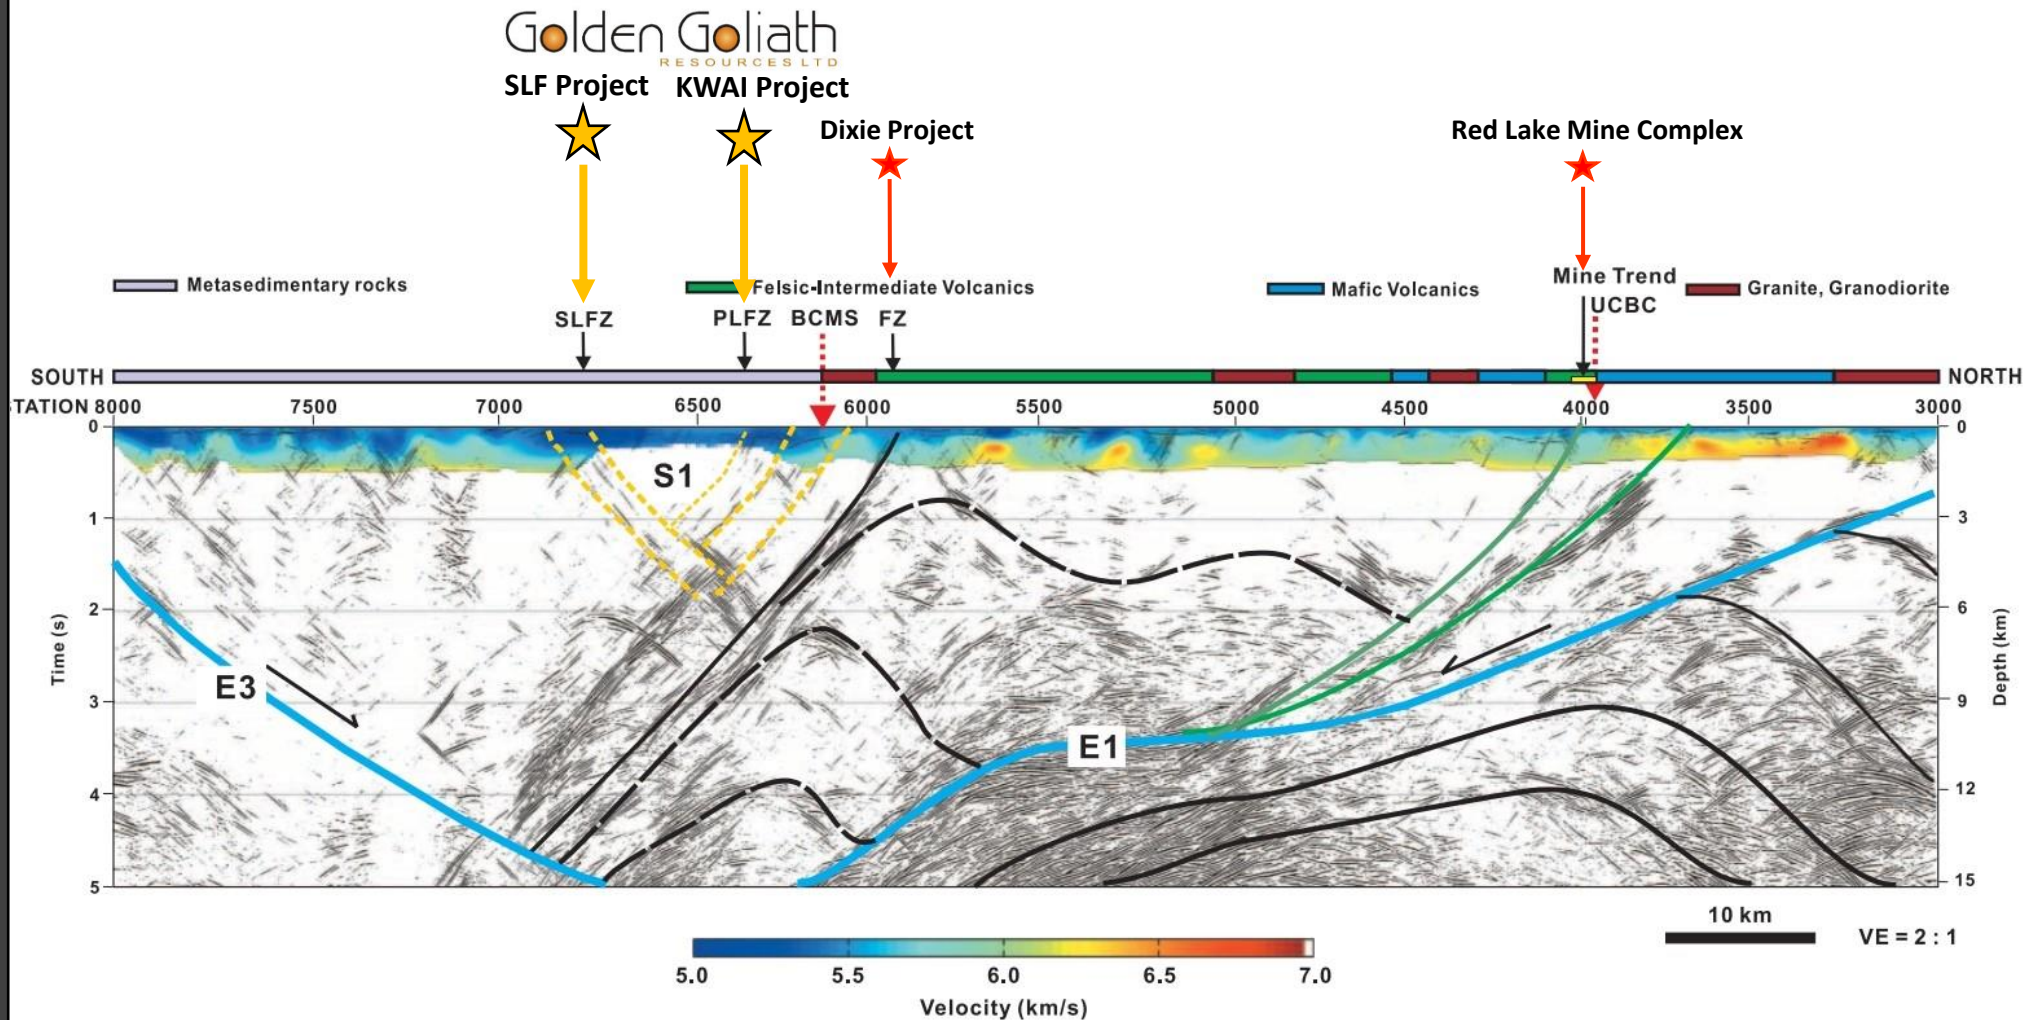 Golden Goliath
RESOURCES LTD
SLF Project
KWAI Project
Dixie Project
Red Lake Mine Complex
Metasedimentary rocks
Felsic-Intermediate Volcanics
Mafic Volcanics
Mine Trend
Granite, Granodiorite
UCBC
SLFZ
PLFZ
BCMS
FZ
SOUTH
NORTH
TATION 8000 7500 7000 6500 6000 5500 5000 4500 4000 3500 3000
0
1
2
3
4
5
Time (s)
0
3
6
9
12
15
Depth (km)
S1
E3
E1
10 km
VE = 2 : 1
5.0 5.5 6.0 6.5 7.0
Velocity (km/s)